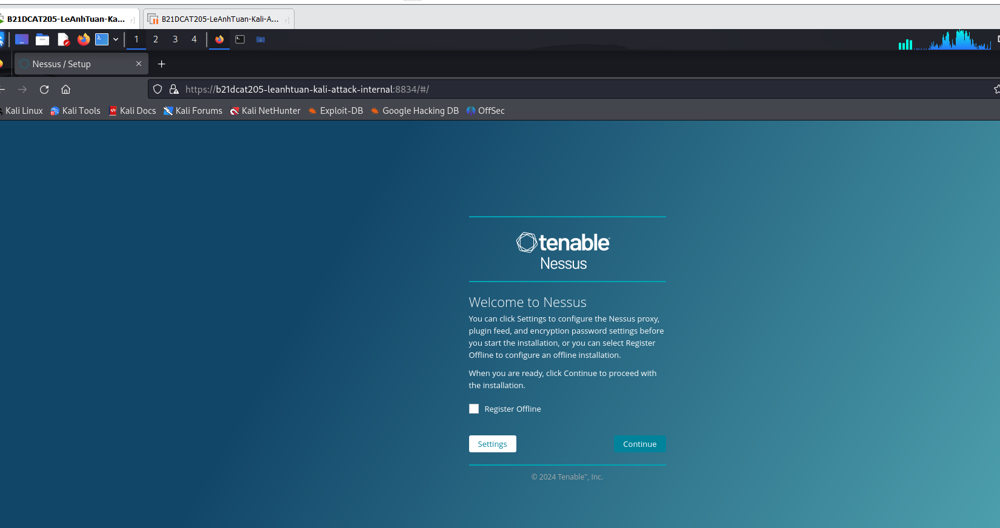 B21DCAT205-LeAnhTuan-Ka...
B21DCAT205-LeAnhTuan-Kali-A...
1 2 3 4
Nessus / Setup
https://b21dcat205-leanhtuan-kali-attack-internal:8834/#/
Kali Linux Kali Tools Kali Docs Kali Forums Kali NetHunter Exploit-DB Google Hacking DB OffSec
tenable
Nessus
Welcome to Nessus
You can click Settings to configure the Nessus proxy,
plugin feed, and encryption password settings before
you start the installation, or you can select Register
Offline to configure an offline installation.
When you are ready, click Continue to proceed with
the installation.
Register Offline
Settings Continue
© 2024 Tenable™, Inc.